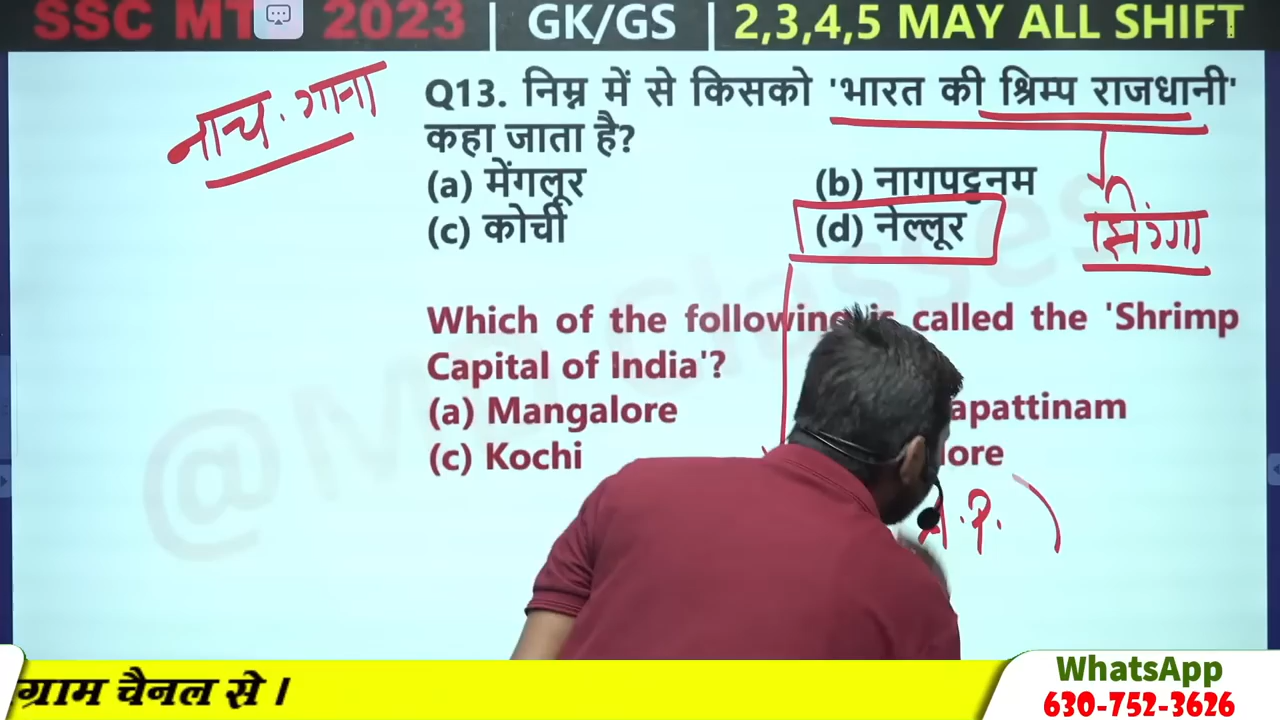 SSC MT 2023 | GK/GS | 2,3,4,5 MAY ALL SHIFT
नाच. गाना
Q13. निम्न में से किसको 'भारत की श्रिम्प राजधानी'
कहा जाता है?
(a) मेंगलूर (b) नागपट्टनम
(c) कोची (d) नेल्लूर
झिंगा
Which of the following is called the 'Shrimp
Capital of India'?
(a) Mangalore apattinam
(c) Kochi lore
A.P. )
ग्राम चैनल से ।
WhatsApp
630-752-3626